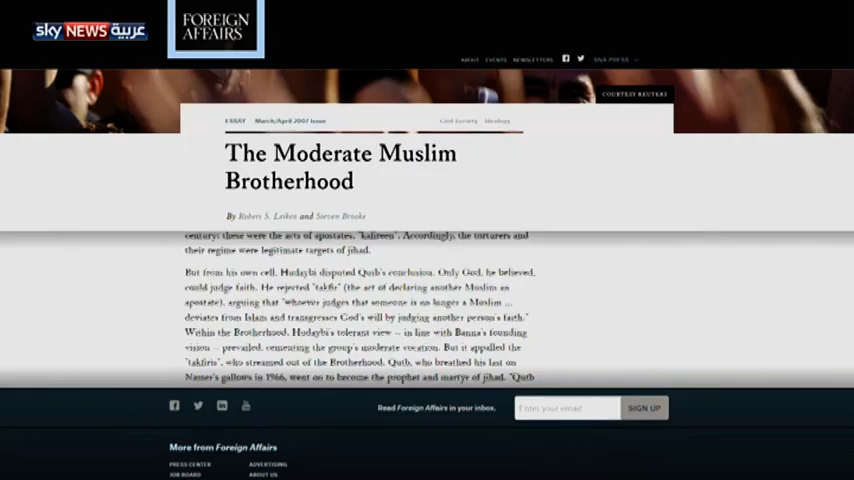 sky NEWS عربية
FOREIGN
AFFAIRS
ABOUT EVENTS NEWSLETTERS SNA PRESS
COURTESY REUTERS
ESSAY March/April 2007 Issue Civil Society Ideology
The Moderate Muslim
Brotherhood
By Robert S. Leiken and Steven Brooke
century; these were the acts of apostates, "kafireen". Accordingly, the torturers and
their regime were legitimate targets of jihad.
But from his own cell, Hudaybi disputed Qutb's conclusion. Only God, he believed,
could judge faith. He rejected "takfir" (the act of declaring another Muslim an
apostate), arguing that "whoever judges that someone is no longer a Muslim ...
deviates from Islam and transgresses God's will by judging another person's faith."
Within the Brotherhood, Hudaybi's tolerant view -- in line with Banna's founding
vision -- prevailed, cementing the group's moderate vocation. But it appalled the
"takfiris", who streamed out of the Brotherhood. Qutb, who breathed his last on
Nasser's gallows in 1966, went on to become the prophet and martyr of jihad. "Qutb
Read Foreign Affairs in your inbox. Enter your email SIGN UP
More from Foreign Affairs
PRESS CENTER ADVERTISING
JOB BOARD ABOUT US